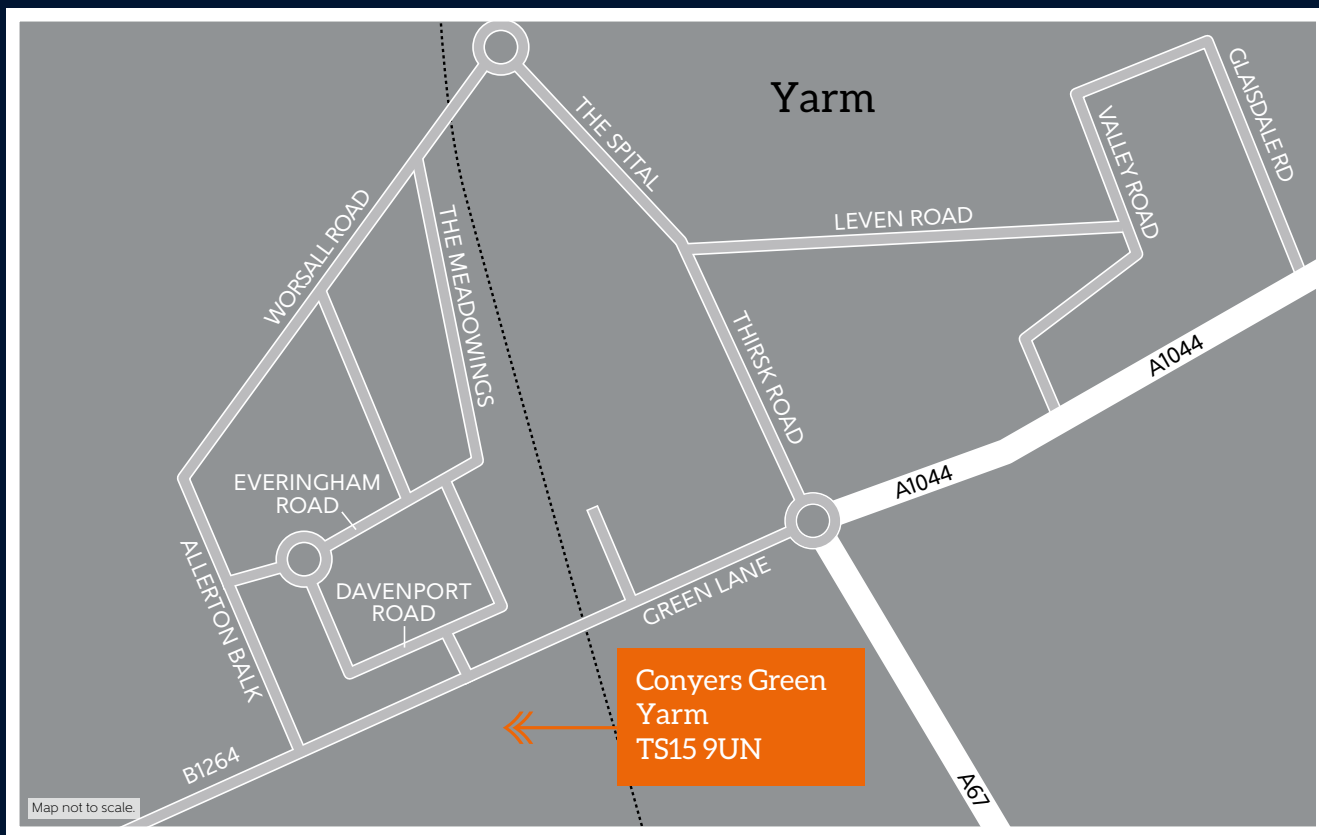 Yarm
THE SPITAL
GLAISDALE RD
VALLEY ROAD
LEVEN ROAD
WORSALL ROAD
THE MEADOWINGS
THIRSK ROAD
A1044
A1044
EVERINGHAM
ROAD
ALLERTON BALK
DAVENPORT
ROAD
GREEN LANE
Conyers Green
Yarm
TS15 9UN
B1264
A67
Map not to scale.